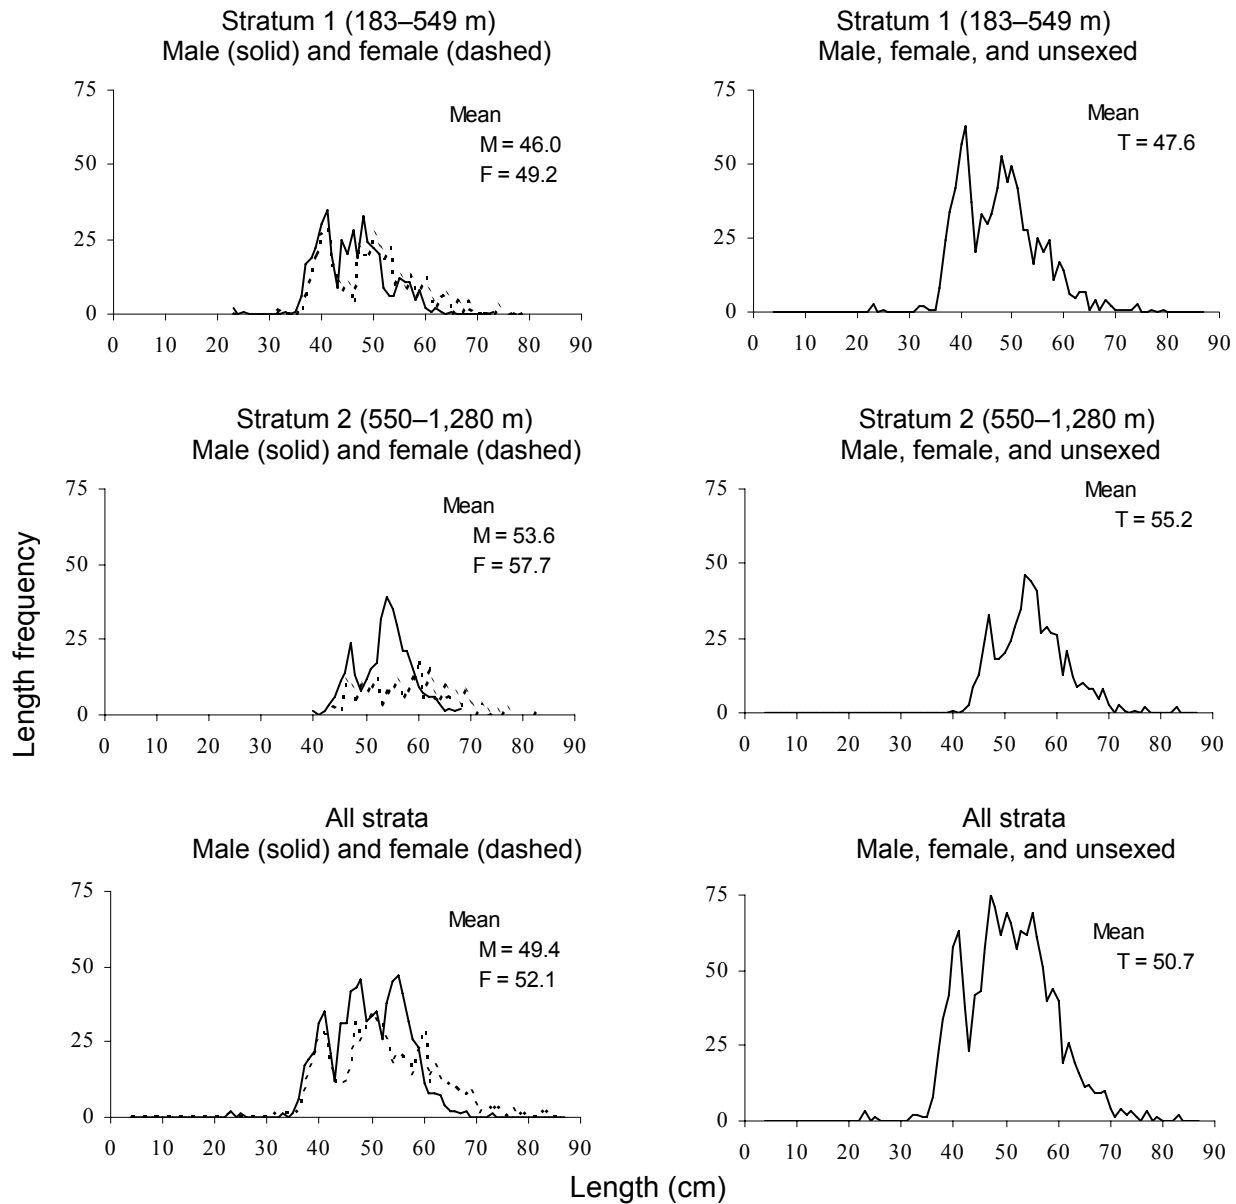 Stratum 1 (183–549 m)
Male (solid) and female (dashed)
75
50
25
0
Mean
M = 46.0
F = 49.2
0 10 20 30 40 50 60 70 80 90
Stratum 1 (183–549 m)
Male, female, and unsexed
75
50
25
0
Mean
T = 47.6
0 10 20 30 40 50 60 70 80 90
Stratum 2 (550–1,280 m)
Male (solid) and female (dashed)
75
50
25
0
Mean
M = 53.6
F = 57.7
0 10 20 30 40 50 60 70 80 90
Stratum 2 (550–1,280 m)
Male, female, and unsexed
75
50
25
0
Mean
T = 55.2
0 10 20 30 40 50 60 70 80 90
Length frequency
All strata
Male (solid) and female (dashed)
75
50
25
0
Mean
M = 49.4
F = 52.1
0 10 20 30 40 50 60 70 80 90
All strata
Male, female, and unsexed
75
50
25
0
Mean
T = 50.7
0 10 20 30 40 50 60 70 80 90
Length (cm)